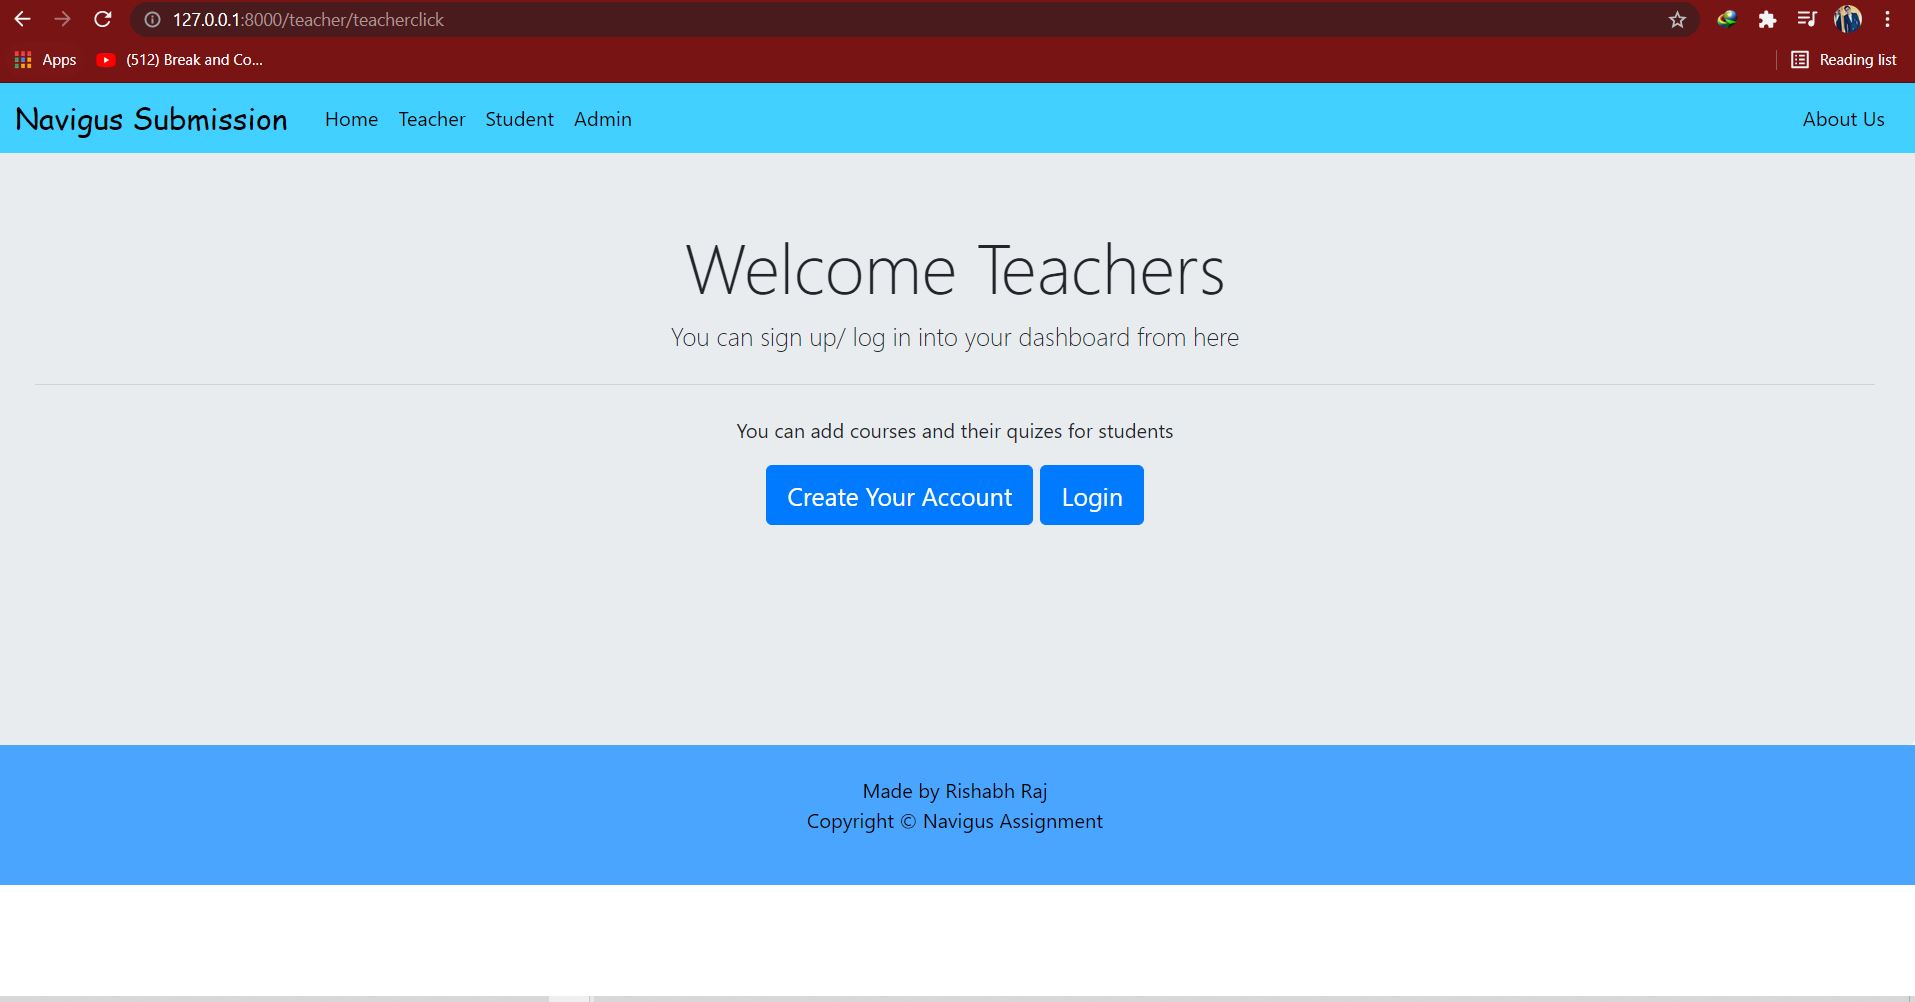 127.0.0.1:8000/teacher/teacherclick
Apps (512) Break and Co... Reading list
Navigus Submission Home Teacher Student Admin About Us
Welcome Teachers
You can sign up/ log in into your dashboard from here
You can add courses and their quizes for students
Create Your Account Login
Made by Rishabh Raj
Copyright © Navigus Assignment